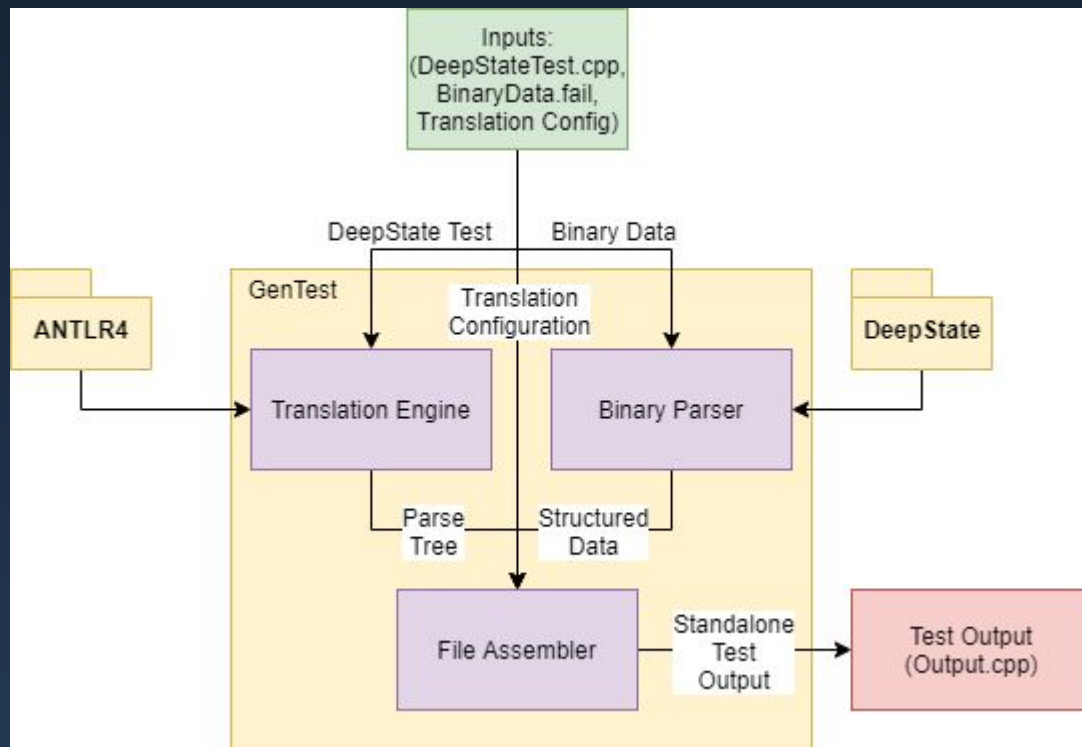 Inputs:
(DeepStateTest.cpp,
BinaryData.fail,
Translation Config)
DeepState Test
Binary Data
GenTest
Translation
Configuration
ANTLR4
DeepState
Translation Engine
Binary Parser
Parse
Tree
Structured
Data
File Assembler
Standalone
Test
Output
Test Output
(Output.cpp)